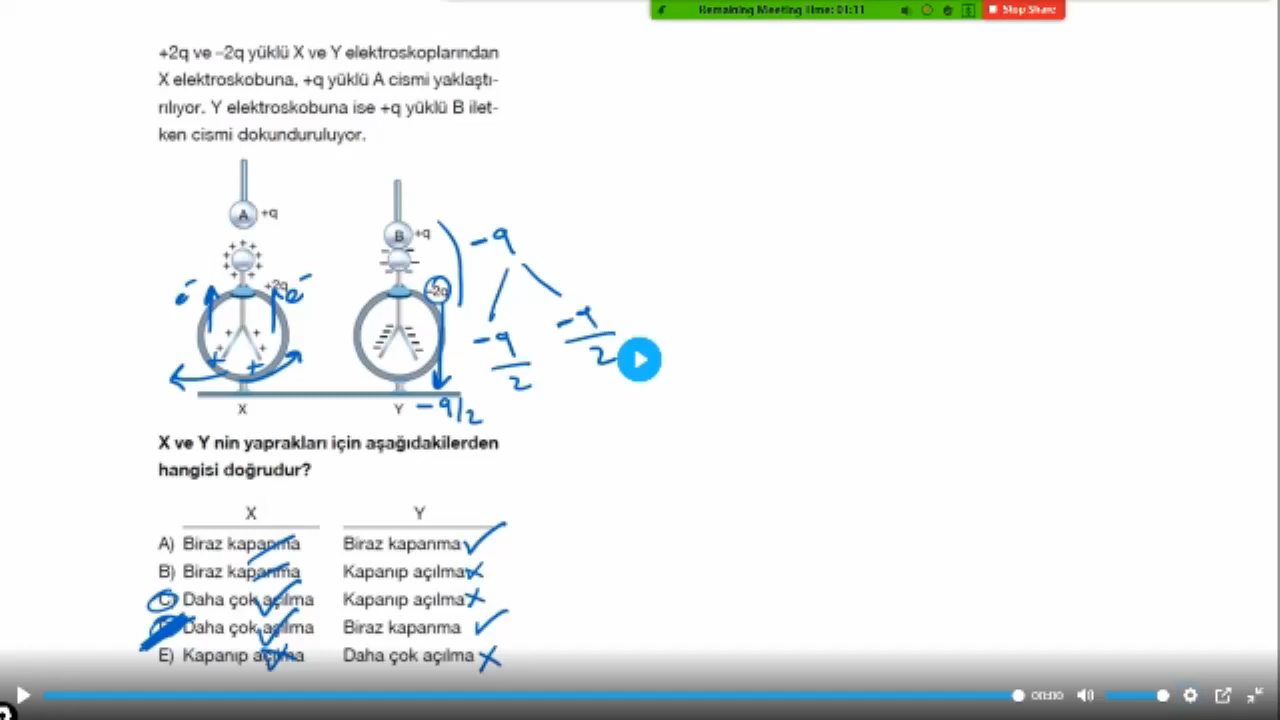 Remaining Meeting Time: 01:11
Stop Share
+2q ve –2q yüklü X ve Y elektroskoplarından
X elektroskobuna, +q yüklü A cismi yaklaştı-
rılıyor. Y elektroskobuna ise +q yüklü B ilet-
ken cismi dokunduruluyor.
A +q
B +q
+2q
–2q
e⁻ e⁻
-q
-q/2 -q/2
+ +
X Y -q/2
X ve Y nin yaprakları için aşağıdakilerden
hangisi doğrudur?
X Y
A) Biraz kapanma Biraz kapanma
B) Biraz kapanma Kapanıp açılma
C) Daha çok açılma Kapanıp açılma
Daha çok açılma Biraz kapanma
E) Kapanıp açılma Daha çok açılma